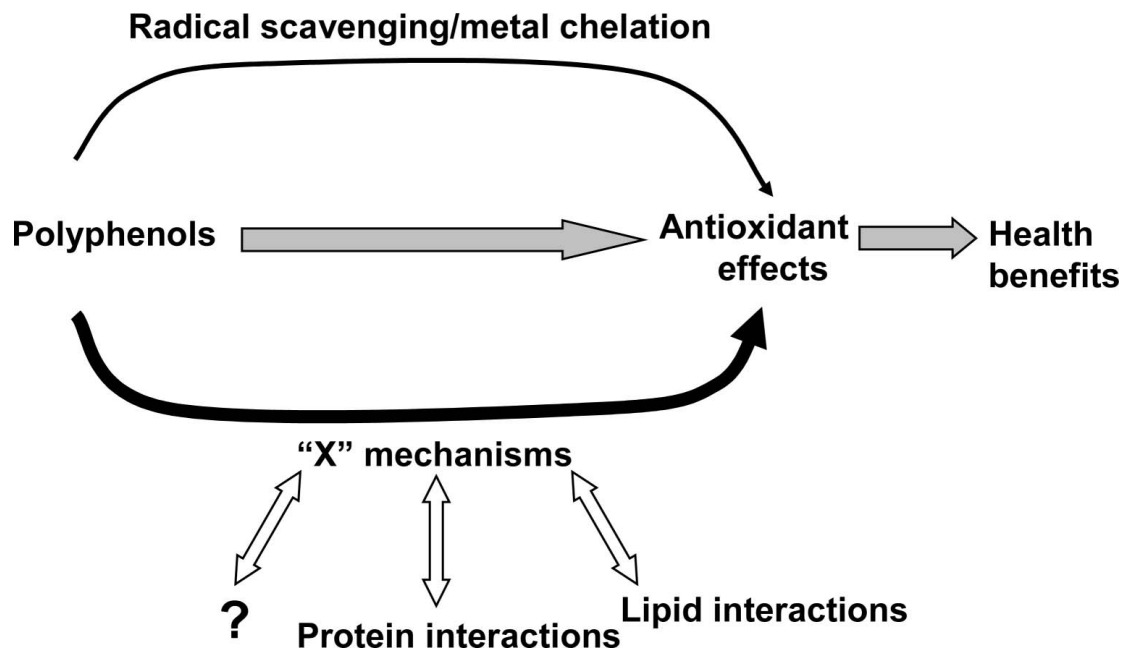 Radical scavenging/metal chelation
Polyphenols
Antioxidant
effects
Health
benefits
“X” mechanisms
?
Protein interactions
Lipid interactions